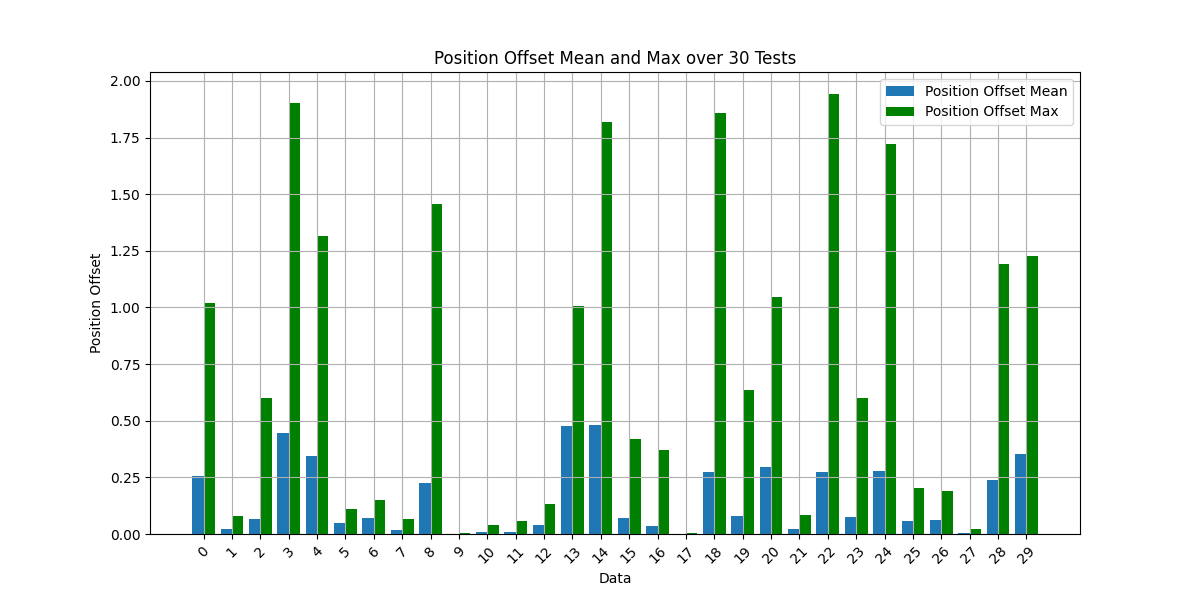 Position Offset Mean and Max over 30 Tests
Position Offset Mean
Position Offset Max
Position Offset
2.00
1.75
1.50
1.25
1.00
0.75
0.50
0.25
0.00
0 1 2 3 4 5 6 7 8 9 10 11 12 13 14 15 16 17 18 19 20 21 22 23 24 25 26 27 28 29
Data